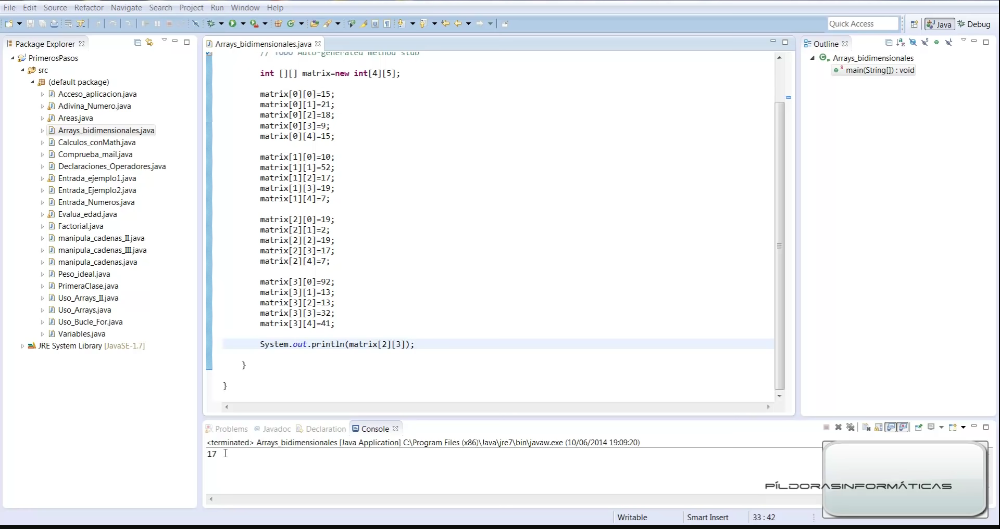 File Edit Source Refactor Navigate Search Project Run Window Help
Quick Access
Java
Debug
Package Explorer
PrimerosPasos
src
(default package)
Acceso_aplicacion.java
Adivina_Numero.java
Areas.java
Arrays_bidimensionales.java
Calculos_conMath.java
Comprueba_mail.java
Declaraciones_Operadores.java
Entrada_ejemplo1.java
Entrada_Ejemplo2.java
Entrada_Numeros.java
Evalua_edad.java
Factorial.java
manipula_cadenas_II.java
manipula_cadenas_III.java
manipula_cadenas.java
Peso_ideal.java
PrimeraClase.java
Uso_Arrays_II.java
Uso_Arrays.java
Uso_Bucle_For.java
Variables.java
JRE System Library [JavaSE-1.7]
Arrays_bidimensionales.java
// TODO Auto-generated method stub
int [][] matrix=new int[4][5];
matrix[0][0]=15;
matrix[0][1]=21;
matrix[0][2]=18;
matrix[0][3]=9;
matrix[0][4]=15;
matrix[1][0]=10;
matrix[1][1]=52;
matrix[1][2]=17;
matrix[1][3]=19;
matrix[1][4]=7;
matrix[2][0]=19;
matrix[2][1]=2;
matrix[2][2]=19;
matrix[2][3]=17;
matrix[2][4]=7;
matrix[3][0]=92;
matrix[3][1]=13;
matrix[3][2]=13;
matrix[3][3]=32;
matrix[3][4]=41;
System.out.println(matrix[2][3]);
}
}
Outline
Arrays_bidimensionales
main(String[]) : void
Problems @ Javadoc Declaration Console
<terminated> Arrays_bidimensionales [Java Application] C:\Program Files (x86)\Java\jre7\bin\javaw.exe (10/06/2014 19:09:20)
17
PÍLDORASINFORMÁTICAS
Writable Smart Insert 33 : 42